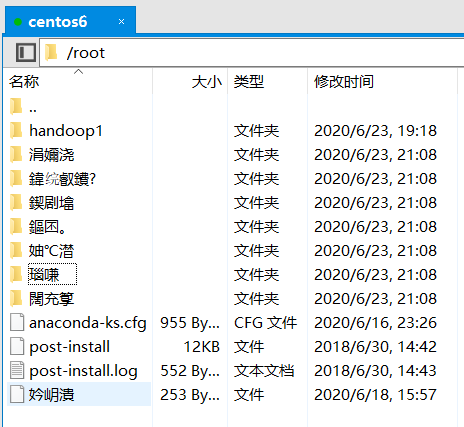 centos6 ×
/root
名称 大小 类型 修改时间
..
handoop1 文件夹 2020/6/23, 19:18
涓嬭浇 文件夹 2020/6/23, 21:08
文件夹 2020/6/23, 21:08
鍥剧墖 文件夹 2020/6/23, 21:08
鏂囨。 文件夹 2020/6/23, 21:08
妯℃澘 文件夹 2020/6/23, 21:08
瑙嗛 文件夹 2020/6/23, 21:08
闊充箰 文件夹 2020/6/23, 21:08
anaconda-ks.cfg 955 By... CFG 文件 2020/6/16, 23:26
post-install 12KB 文件 2018/6/30, 14:42
post-install.log 552 By... 文本文档 2018/6/30, 14:43
妗岄潰 253 By... 文件 2020/6/18, 15:57